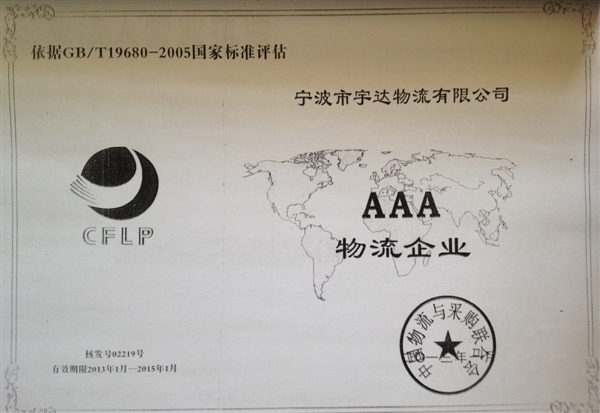 依据GB/T19680-2005国家标准评估
宁波市宇达物流有限公司
CFLP
AAA
物流企业
中国物流与采购联合会
核发号02219号
有效期限2013年1月—2015年1月